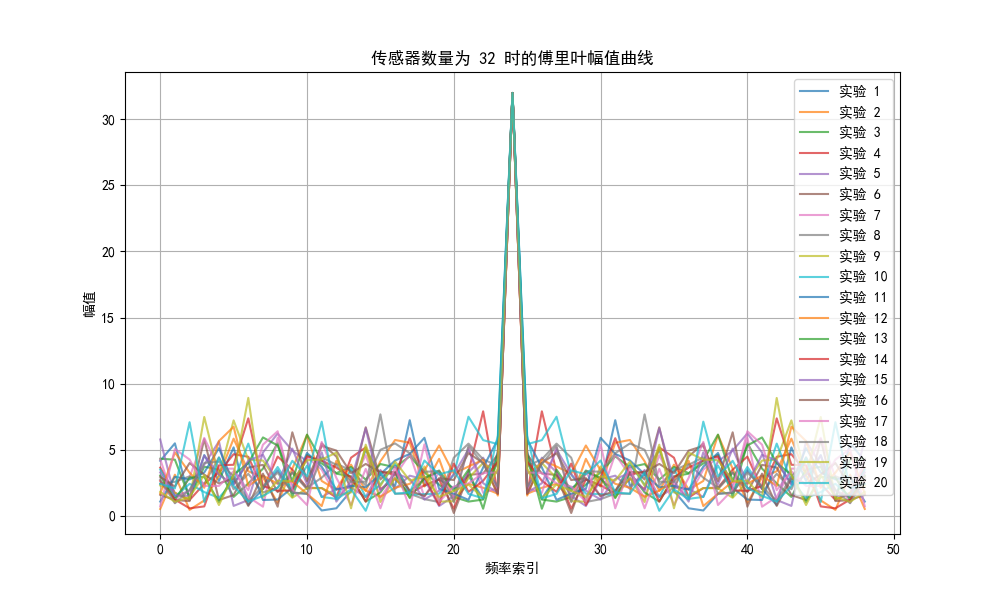 传感器数量为 32 时的傅里叶幅值曲线
幅值
30
25
20
15
10
5
0
0 10 20 30 40 50
频率索引
实验 1
实验 2
实验 3
实验 4
实验 5
实验 6
实验 7
实验 8
实验 9
实验 10
实验 11
实验 12
实验 13
实验 14
实验 15
实验 16
实验 17
实验 18
实验 19
实验 20